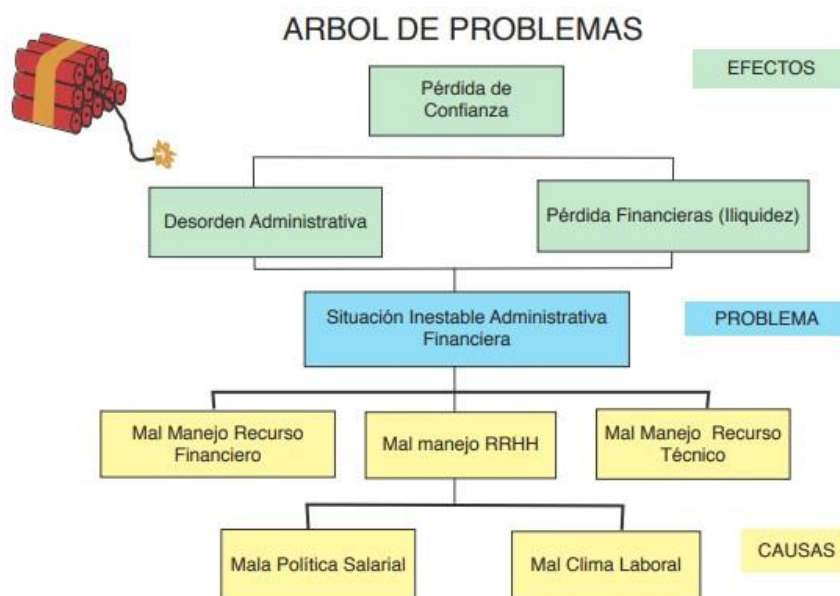 ARBOL DE PROBLEMAS
EFECTOS
Pérdida de
Confianza
Desorden Administrativa
Pérdida Financieras (Iliquidez)
Situación Inestable Administrativa
Financiera
PROBLEMA
Mal Manejo Recurso
Financiero
Mal manejo RRHH
Mal Manejo Recurso
Técnico
Mala Política Salarial
Mal Clima Laboral
CAUSAS